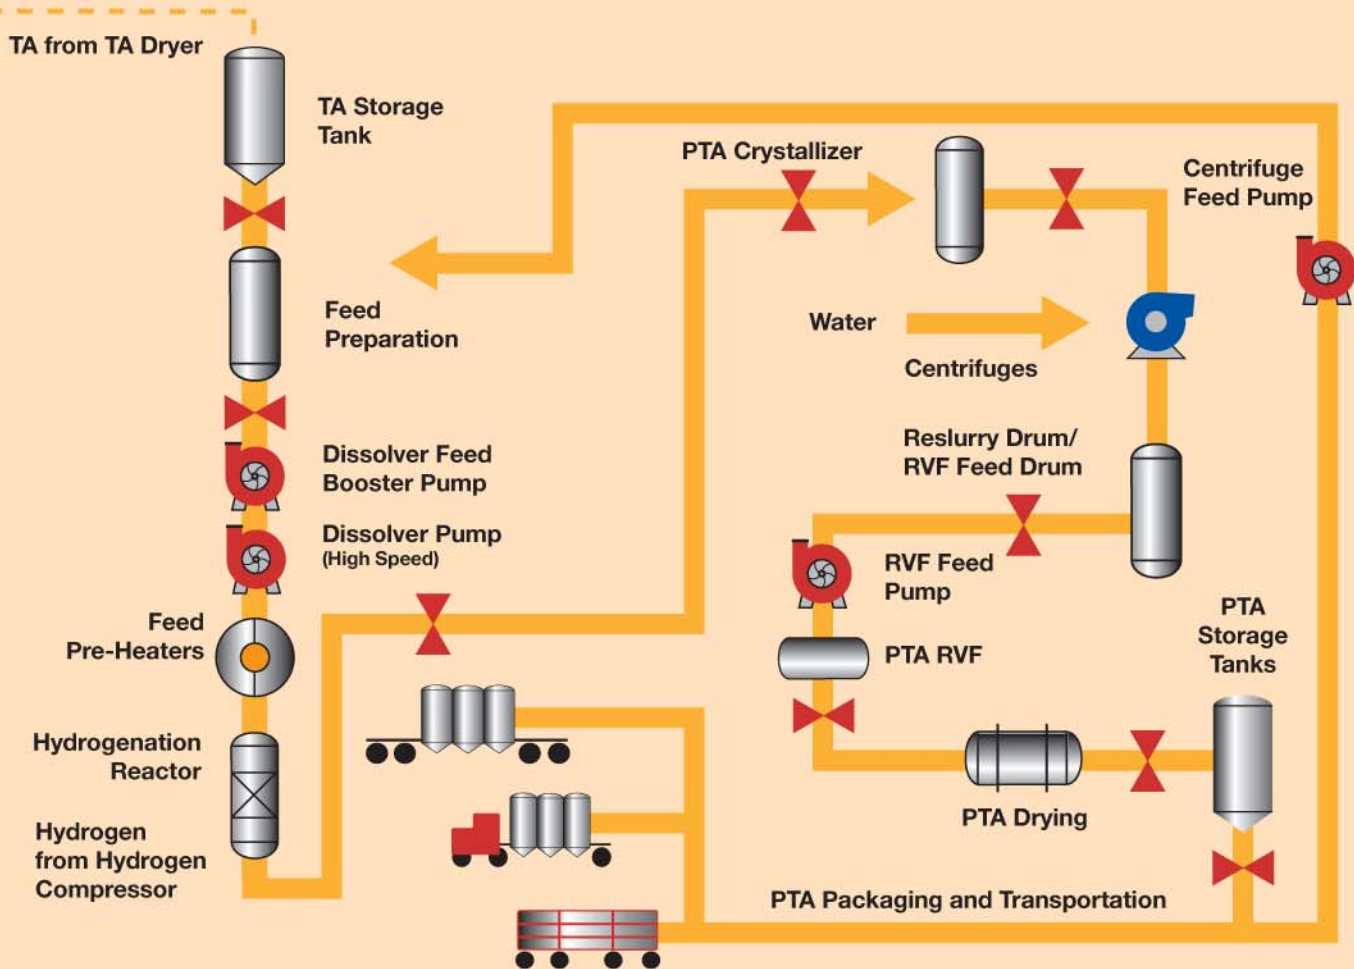 TA from TA Dryer
TA Storage
Tank
PTA Crystallizer
Centrifuge
Feed Pump
Feed
Preparation
Water
Centrifuges
Dissolver Feed
Booster Pump
Reslurry Drum/
RVF Feed Drum
Dissolver Pump
(High Speed)
RVF Feed
Pump
Feed
Pre-Heaters
PTA RVF
PTA
Storage
Tanks
Hydrogenation
Reactor
PTA Drying
Hydrogen
from Hydrogen
Compressor
PTA Packaging and Transportation